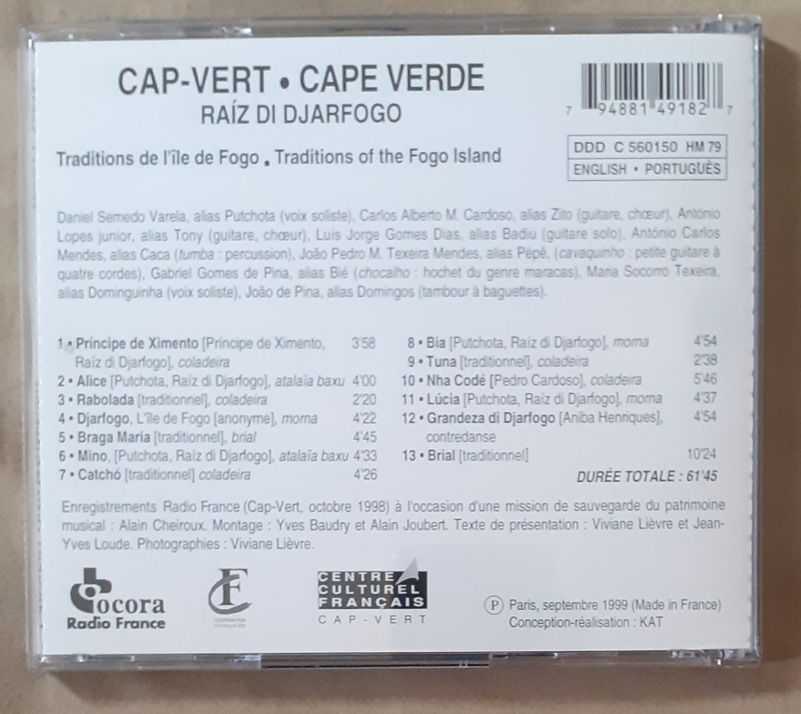 CAP-VERT • CAPE VERDE
RAÍZ DI DJARFOGO
Traditions de l'île de Fogo • Traditions of the Fogo Island
7 94881 49182 7
DDD C 560150 HM 79
ENGLISH • PORTUGUÊS
Daniel Semedo Varela, alias Putchota (voix soliste), Carlos Alberto M. Cardoso, alias Zito (guitare, chœur), António
Lopes junior, alias Tony (guitare, chœur), Luis Jorge Gomes Dias, alias Badiu (guitare solo), António Carlos
Mendes, alias Caca (tumba : percussion), João Pedro M. Texeira Mendes, alias Pépê, (cavaquinho : petite guitare à
quatre cordes), Gabriel Gomes de Pina, alias Bié (chocalho : hochet du genre maracas), Maria Socorro Texeira,
alias Dominguinha (voix soliste), João de Pina, alias Domingos (tambour à baguettes).
1 • Principe de Ximento [Principe de Ximento, 3'58
Raíz di Djarfogo], coladeira
2 • Alice [Putchota, Raíz di Djarfogo], atalaïa baxu 4'00
3 • Rabolada [traditionnel], coladeira 2'20
4 • Djarfogo, L'île de Fogo [anonyme], morna 4'22
5 • Braga Maria [traditionnel], brial 4'45
6 • Mino, [Putchota, Raíz di Djarfogo], atalaïa baxu 4'33
7 • Catchó [traditionnel] coladeira 4'26
8 • Bia [Putchota, Raíz di Djarfogo], morna 4'54
9 • Tuna [traditionnel], coladeira 2'38
10 • Nha Codé [Pedro Cardoso], coladeira 5'46
11 • Lúcia [Putchota, Raíz di Djarfogo], morna 4'37
12 • Grandeza di Djarfogo [Aniba Henriques], 4'54
contredanse
13 • Brial [traditionnel] 10'24
DURÉE TOTALE : 61'45
Enregistrements Radio France (Cap-Vert, octobre 1998) à l'occasion d'une mission de sauvegarde du patrimoine
musical : Alain Cheiroux. Montage : Yves Baudry et Alain Joubert. Texte de présentation : Viviane Lièvre et Jean-
Yves Loude. Photographies : Viviane Lièvre.
ocora
Radio France
CF
CENTRE
CULTUREL
FRANÇAIS
CAP-VERT
Ⓟ Paris, septembre 1999 (Made in France)
Conception-réalisation : KAT